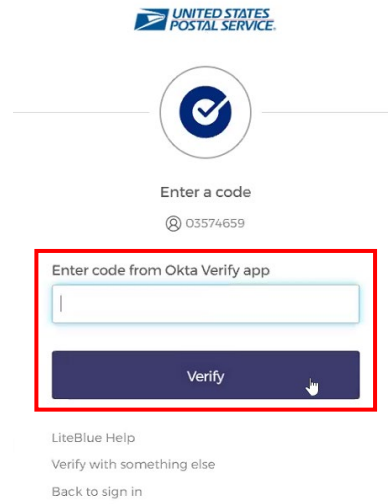 UNITED STATES
POSTAL SERVICE.
Enter a code
03574659
Enter code from Okta Verify app
Verify
LiteBlue Help
Verify with something else
Back to sign in